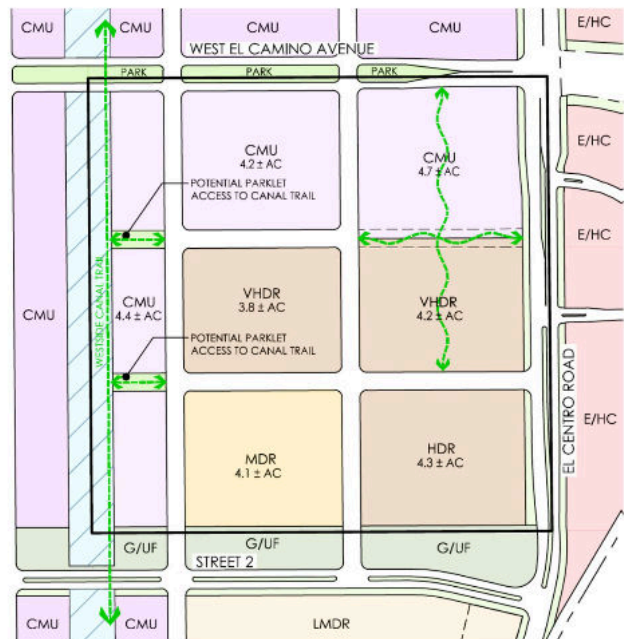 CMU
CMU
CMU
CMU
E/HC
WEST EL CAMINO AVENUE
PARK
PARK
PARK
CMU
4.2 ± AC
CMU
4.7 ± AC
E/HC
E/HC
POTENTIAL PARKLET
ACCESS TO CANAL TRAIL
WESTSIDE CANAL TRAIL
CMU
CMU
4.4 ± AC
VHDR
3.8 ± AC
VHDR
4.2 ± AC
POTENTIAL PARKLET
ACCESS TO CANAL TRAIL
EL CENTRO ROAD
E/HC
MDR
4.1 ± AC
HDR
4.3 ± AC
G/UF
G/UF
G/UF
STREET 2
CMU
CMU
LMDR